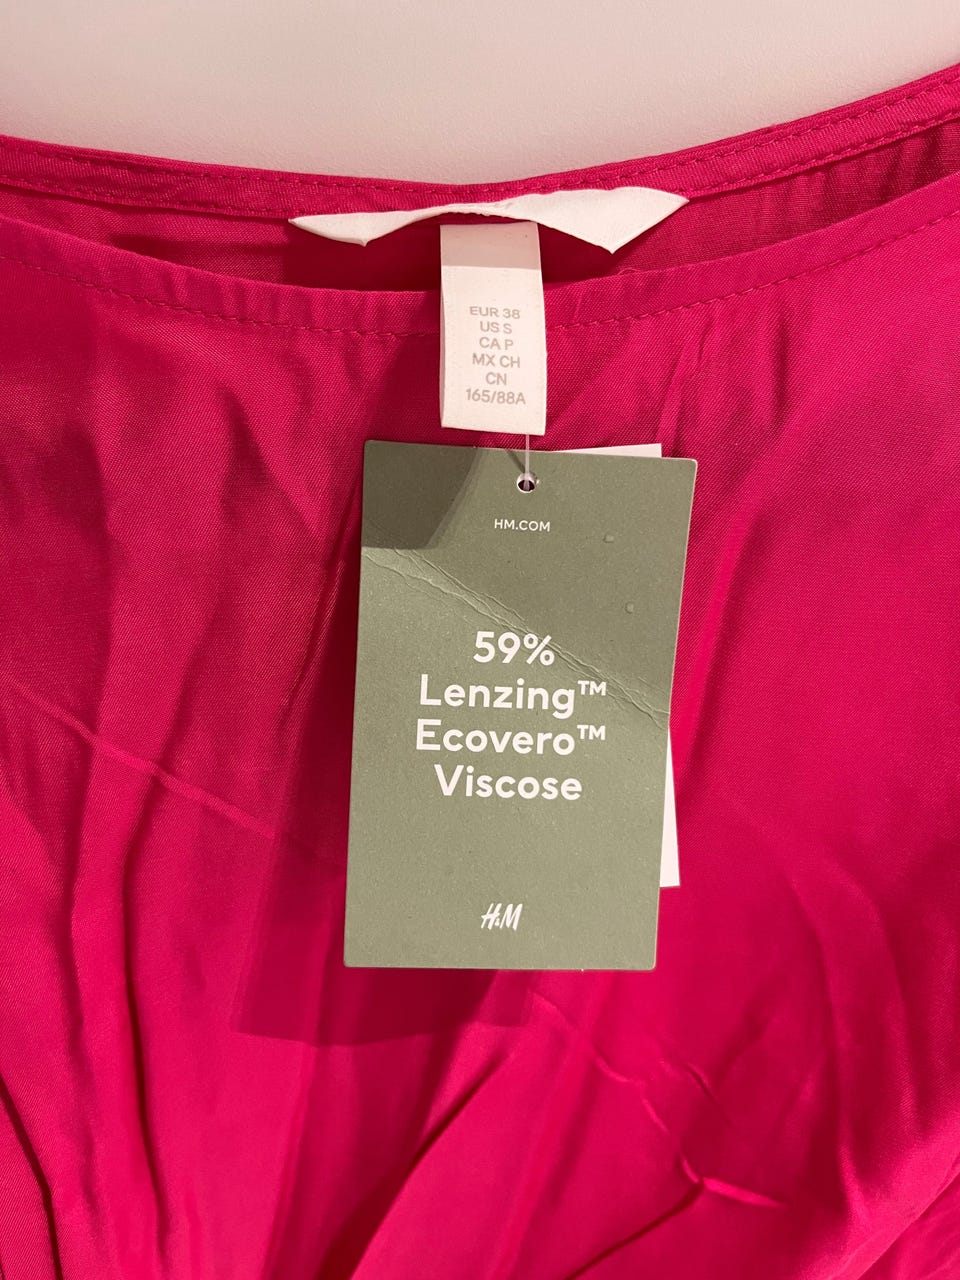 EUR 38
US S
CA P
MX CH
CN
165/88A
HM.COM
59%
Lenzing™
Ecovero™
Viscose
H&M